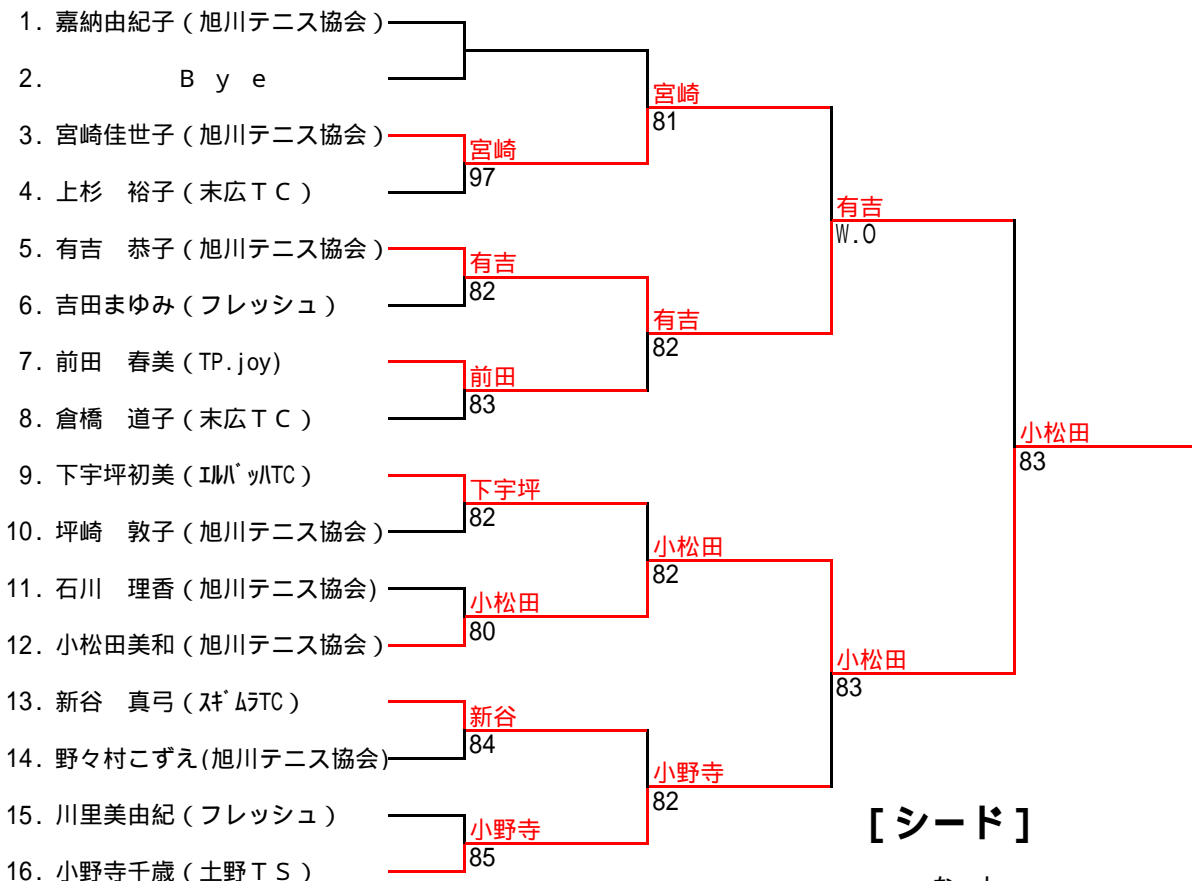 1. 嘉納由紀子(旭川テニス協会)
2. Bye
宮崎
81
3. 宮崎佳世子(旭川テニス協会)
宮崎
97
4. 上杉 裕子(末広TC)
有吉
W.O
5. 有吉 恭子(旭川テニス協会)
有吉
82
6. 吉田まゆみ(フレッシュ)
有吉
82
7. 前田 春美(TP.joy)
前田
83
8. 倉橋 道子(末広TC)
小松田
83
9. 下宇坪初美(エルバッハTC)
下宇坪
82
10. 坪崎 敦子(旭川テニス協会)
小松田
82
11. 石川 理香(旭川テニス協会)
小松田
80
12. 小松田美和(旭川テニス協会)
小松田
83
13. 新谷 真弓(スギムラTC)
新谷
84
14. 野々村こずえ(旭川テニス協会)
小野寺
82
15. 川里美由紀(フレッシュ)
[シード]
小野寺
85
16. 小野寺千歳(土野TS)